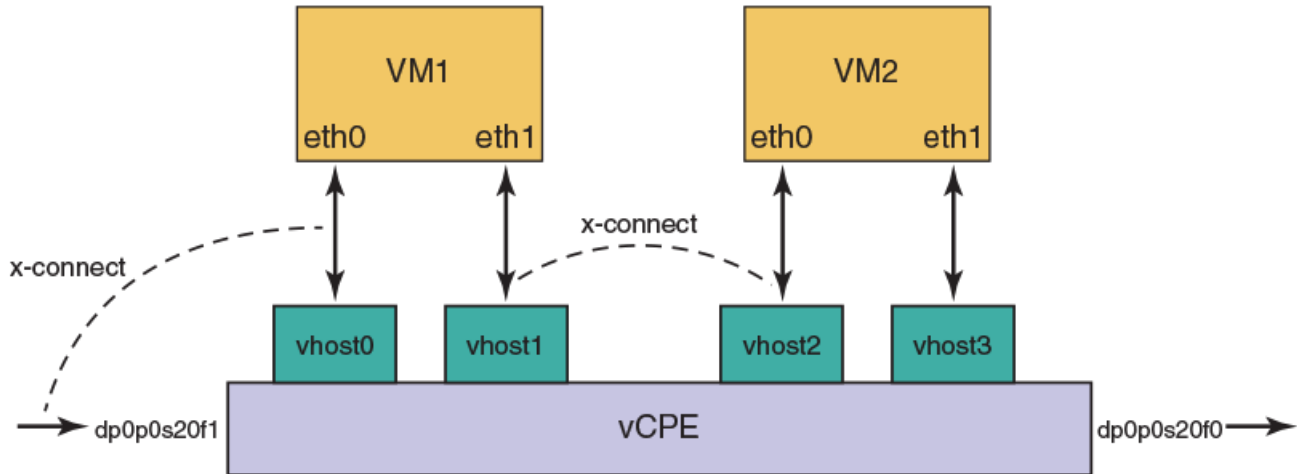 VM1
VM2
eth0
eth1
eth0
eth1
x-connect
x-connect
vhost0
vhost1
vhost2
vhost3
dp0p0s20f1
vCPE
dp0p0s20f0